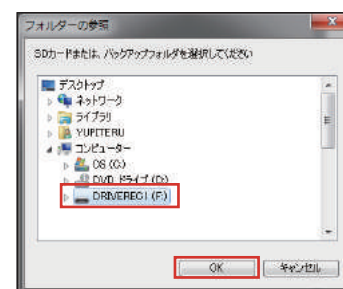 フォルダーの参照
SDカードまたは、バックアップフォルダを選択してください
デスクトップ
ネットワーク
ライブラリ
YUPITERU
コンピューター
OS (C:)
DVD ドライブ (D:)
DRIVEREC1 (F:)
OK
キャンセル